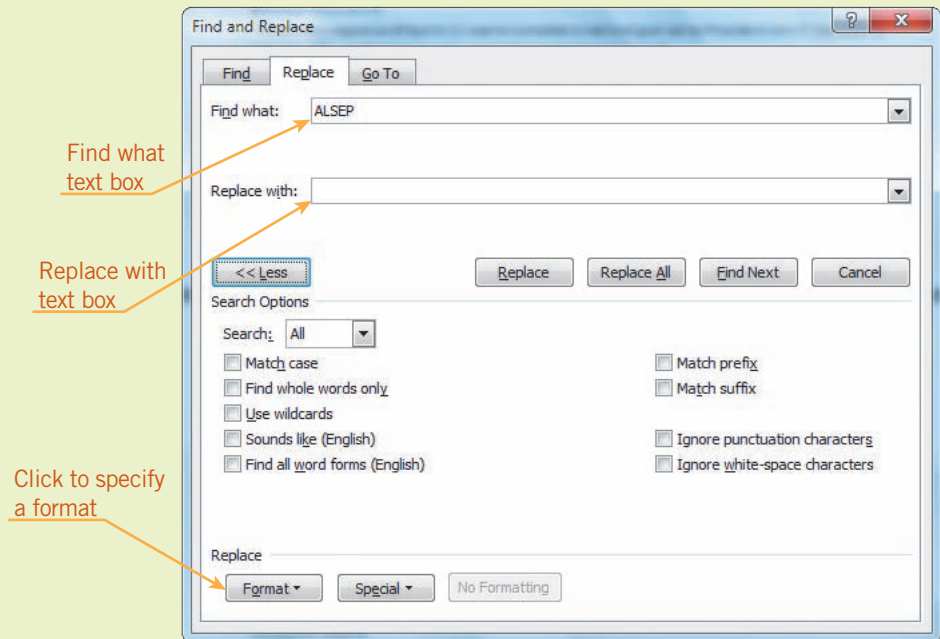 Find and Replace
Find Replace Go To
Find what: ALSEP
Find what
text box
Replace with:
Replace with
text box
<< Less Replace Replace All Find Next Cancel
Search Options
Search: All
Match case Match prefix
Find whole words only Match suffix
Use wildcards
Sounds like (English) Ignore punctuation characters
Find all word forms (English) Ignore white-space characters
Click to specify
a format
Replace
Format Special No Formatting